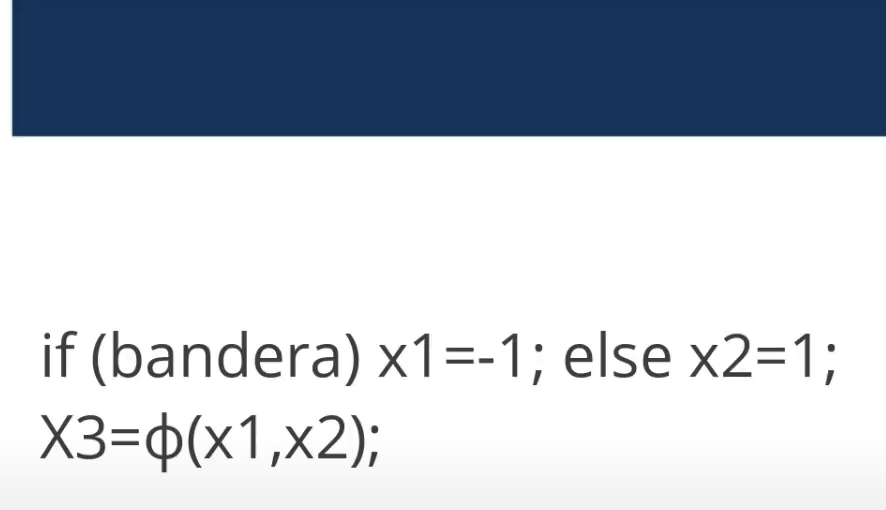 if (bandera) x1=-1; else x2=1;
X3=ϕ(x1,x2);